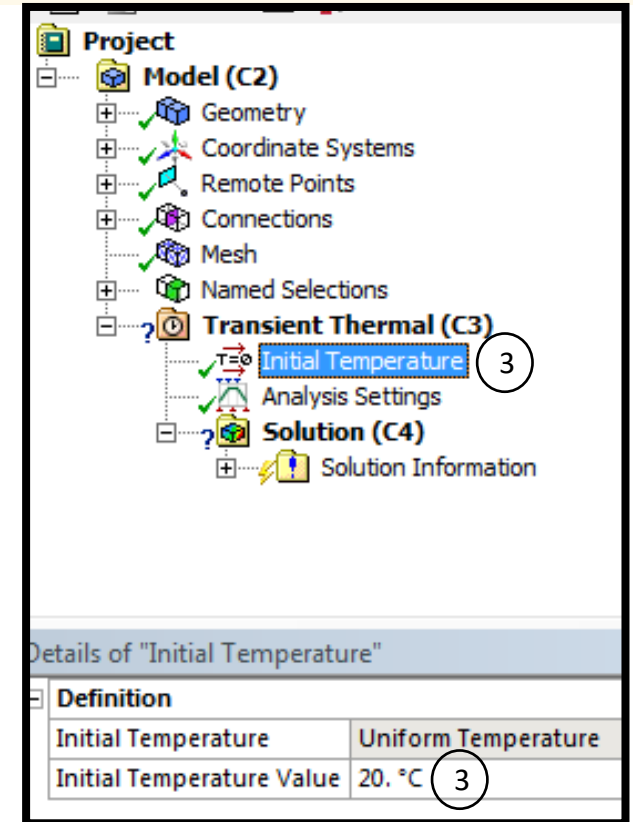 Project
Model (C2)
Geometry
Coordinate Systems
Remote Points
Connections
Mesh
Named Selections
? Transient Thermal (C3)
T=0 Initial Temperature 3
Analysis Settings
? Solution (C4)
Solution Information
Details of "Initial Temperature"
Definition
Initial Temperature Uniform Temperature
Initial Temperature Value 20. °C 3